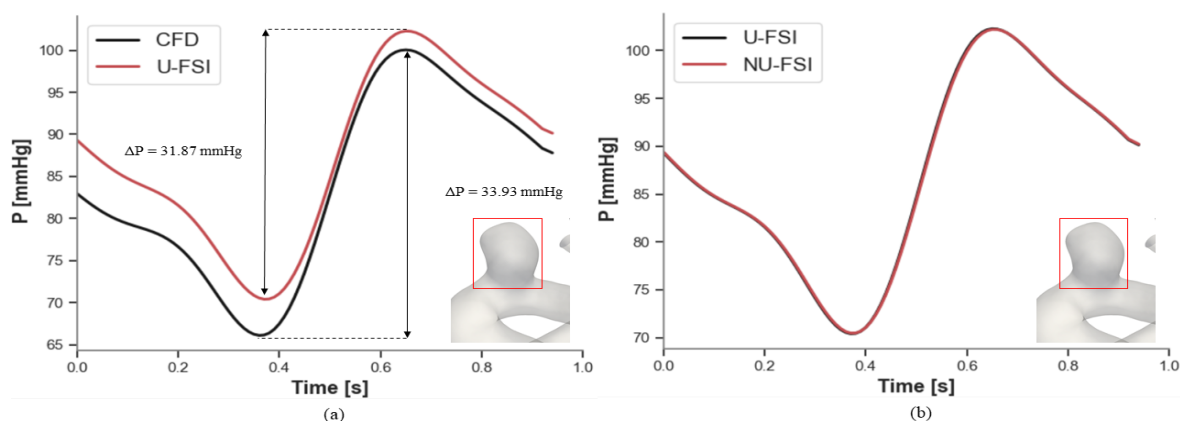 CFD
U-FSI
ΔP = 31.87 mmHg
ΔP = 33.93 mmHg
P [mmHg]
100
95
90
85
80
75
70
65
0.0 0.2 0.4 0.6 0.8 1.0
Time [s]
(a)
U-FSI
NU-FSI
P [mmHg]
100
95
90
85
80
75
70
0.0 0.2 0.4 0.6 0.8 1.0
Time [s]
(b)